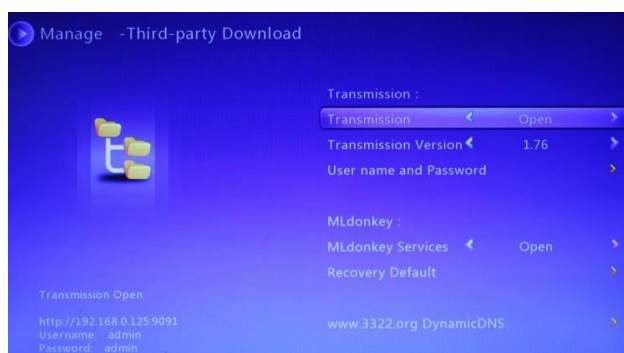 Manage -Third-party Download
Transmission :
Transmission Open
Transmission Version 1.76
User name and Password
MLdonkey :
MLdonkey Services Open
Recovery Default
www.3322.org DynamicDNS
Transmission Open
http://192.168.0.125:9091
Username: admin
Password: admin